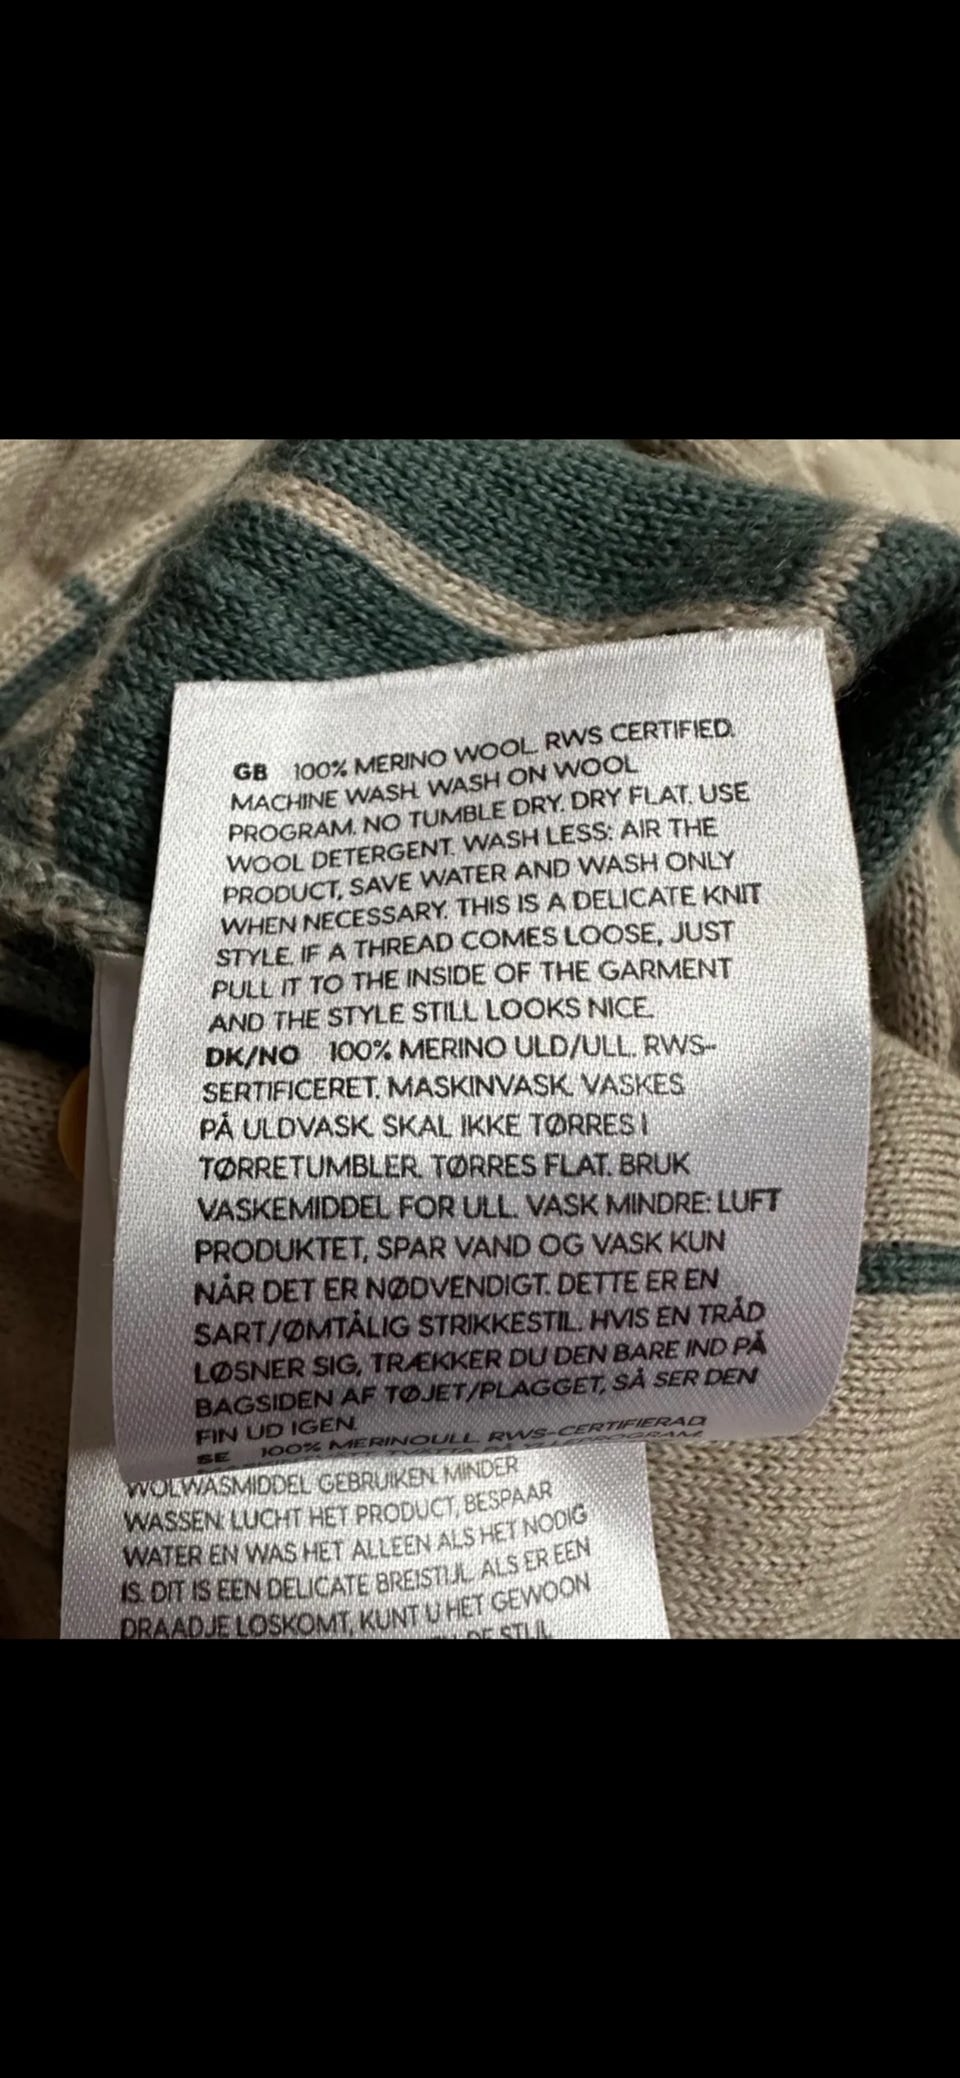 GB 100% MERINO WOOL. RWS CERTIFIED.
MACHINE WASH. WASH ON WOOL
PROGRAM. NO TUMBLE DRY. DRY FLAT. USE
WOOL DETERGENT. WASH LESS: AIR THE
PRODUCT, SAVE WATER AND WASH ONLY
WHEN NECESSARY. THIS IS A DELICATE KNIT
STYLE. IF A THREAD COMES LOOSE, JUST
PULL IT TO THE INSIDE OF THE GARMENT
AND THE STYLE STILL LOOKS NICE.
DK/NO 100% MERINO ULD/ULL. RWS-
SERTIFICERET. MASKINVASK. VASKES
PÅ ULDVASK. SKAL IKKE TØRRES I
TØRRETUMBLER. TØRRES FLAT. BRUK
VASKEMIDDEL FOR ULL. VASK MINDRE: LUFT
PRODUKTET, SPAR VAND OG VASK KUN
NÅR DET ER NØDVENDIGT. DETTE ER EN
SART/ØMTÅLIG STRIKKESTIL. HVIS EN TRÅD
LØSNER SIG, TRÆKKER DU DEN BARE IND PÅ
BAGSIDEN AF TØJET/PLAGGET, SÅ SER DEN
FIN UD IGEN.
SE 100% MERINOULL. RWS-CERTIFIERAD
WOLWASMIDDEL GEBRUIKEN. MINDER
WASSEN: LUCHT HET PRODUCT, BESPAAR
WATER EN WAS HET ALLEEN ALS HET NODIG
IS. DIT IS EEN DELICATE BREISTIJL. ALS ER EEN
DRAADJE LOSKOMT, KUNT U HET GEWOON
DE STIJL